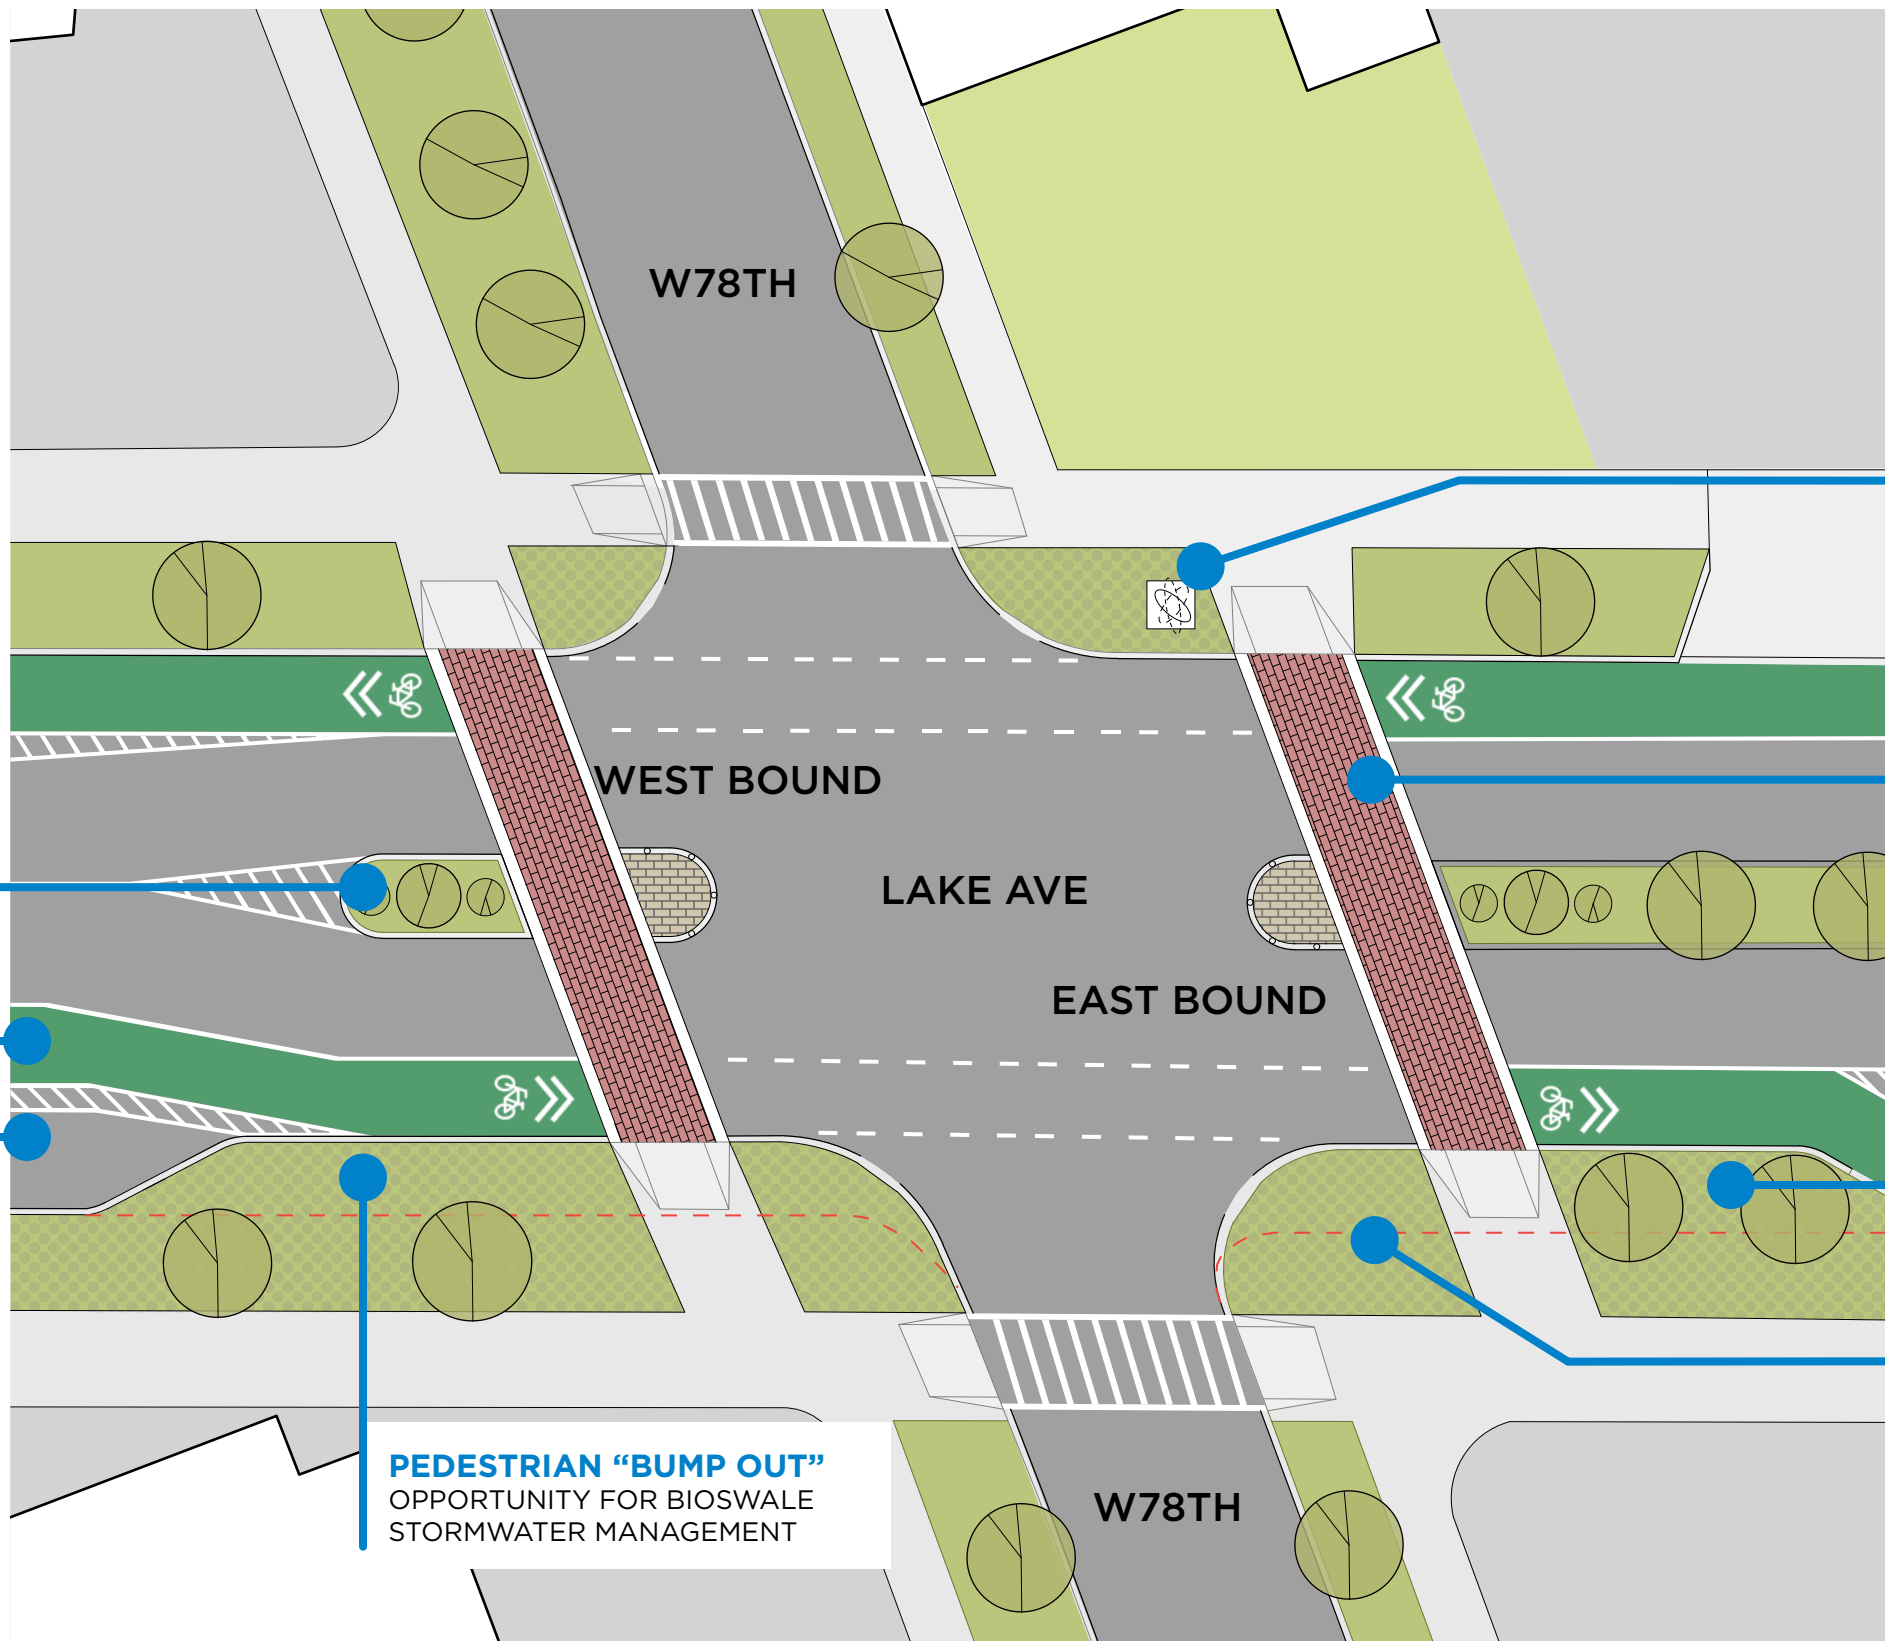 W78TH
WEST BOUND
LAKE AVE
EAST BOUND
PEDESTRIAN “BUMP OUT”
OPPORTUNITY FOR BIOSWALE
STORMWATER MANAGEMENT
W78TH